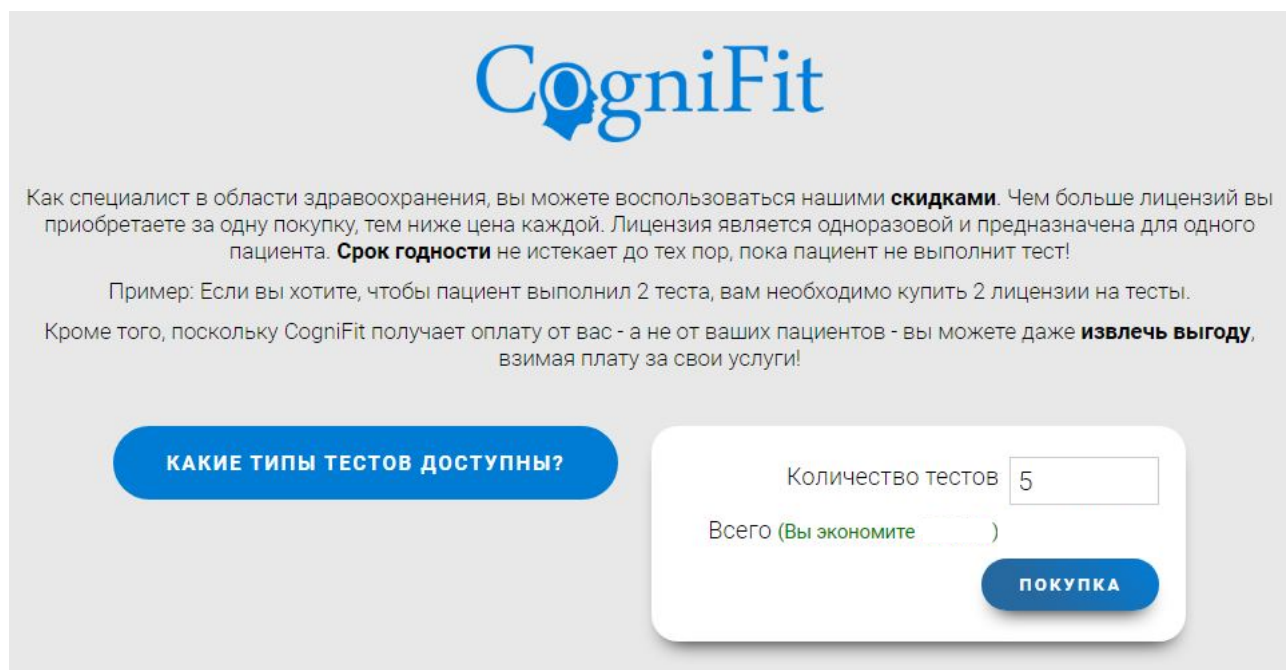 CogniFit
Как специалист в области здравоохранения, вы можете воспользоваться нашими скидками. Чем больше лицензий вы
приобретаете за одну покупку, тем ниже цена каждой. Лицензия является одноразовой и предназначена для одного
пациента. Срок годности не истекает до тех пор, пока пациент не выполнит тест!
Пример: Если вы хотите, чтобы пациент выполнил 2 теста, вам необходимо купить 2 лицензии на тесты.
Кроме того, поскольку CogniFit получает оплату от вас - а не от ваших пациентов - вы можете даже извлечь выгоду,
взимая плату за свои услуги!
КАКИЕ ТИПЫ ТЕСТОВ ДОСТУПНЫ?
Количество тестов 5
Всего (Вы экономите )
ПОКУПКА